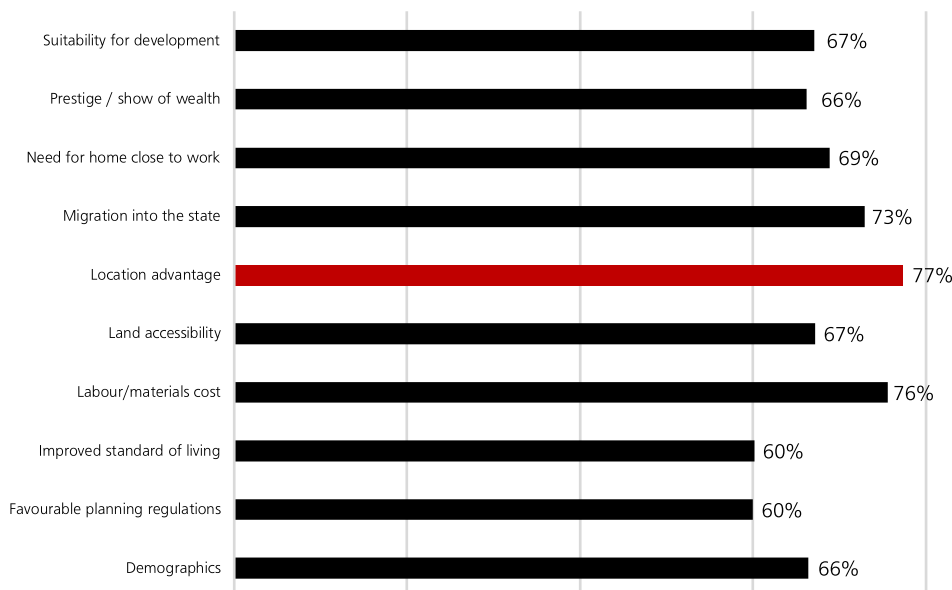 Suitability for development 67%
Prestige / show of wealth 66%
Need for home close to work 69%
Migration into the state 73%
Location advantage 77%
Land accessibility 67%
Labour/materials cost 76%
Improved standard of living 60%
Favourable planning regulations 60%
Demographics 66%